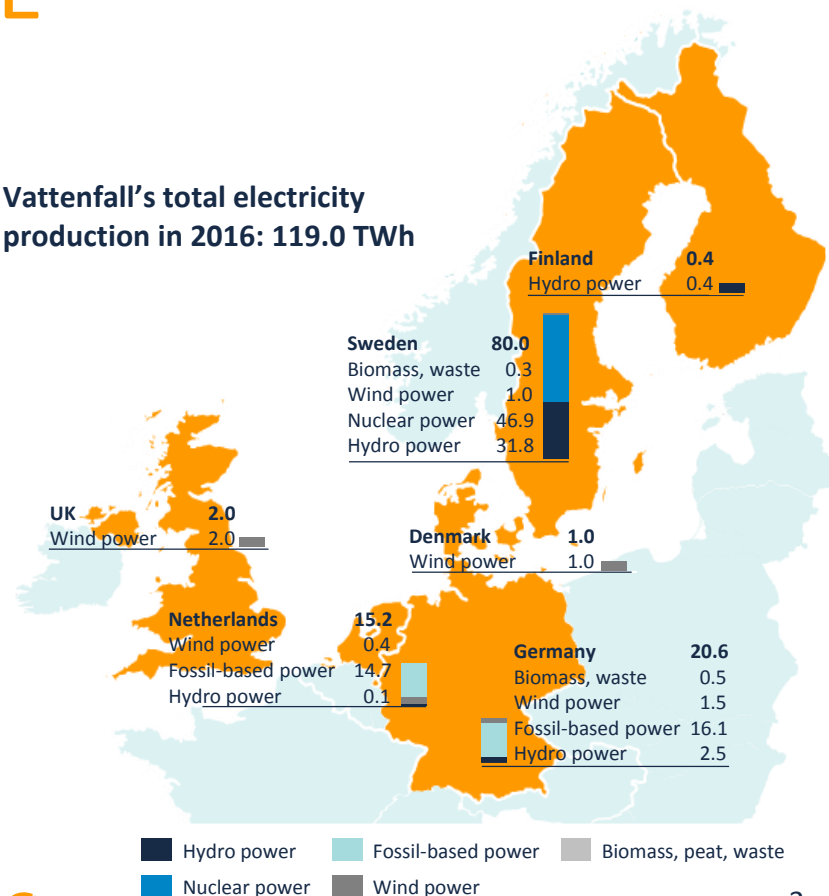 Vattenfall's total electricity
production in 2016: 119.0 TWh
Finland 0.4
Hydro power 0.4
Sweden 80.0
Biomass, waste 0.3
Wind power 1.0
Nuclear power 46.9
Hydro power 31.8
UK 2.0
Wind power 2.0
Denmark 1.0
Wind power 1.0
Netherlands 15.2
Wind power 0.4
Fossil-based power 14.7
Hydro power 0.1
Germany 20.6
Biomass, waste 0.5
Wind power 1.5
Fossil-based power 16.1
Hydro power 2.5
Hydro power Fossil-based power Biomass, peat, waste
Nuclear power Wind power